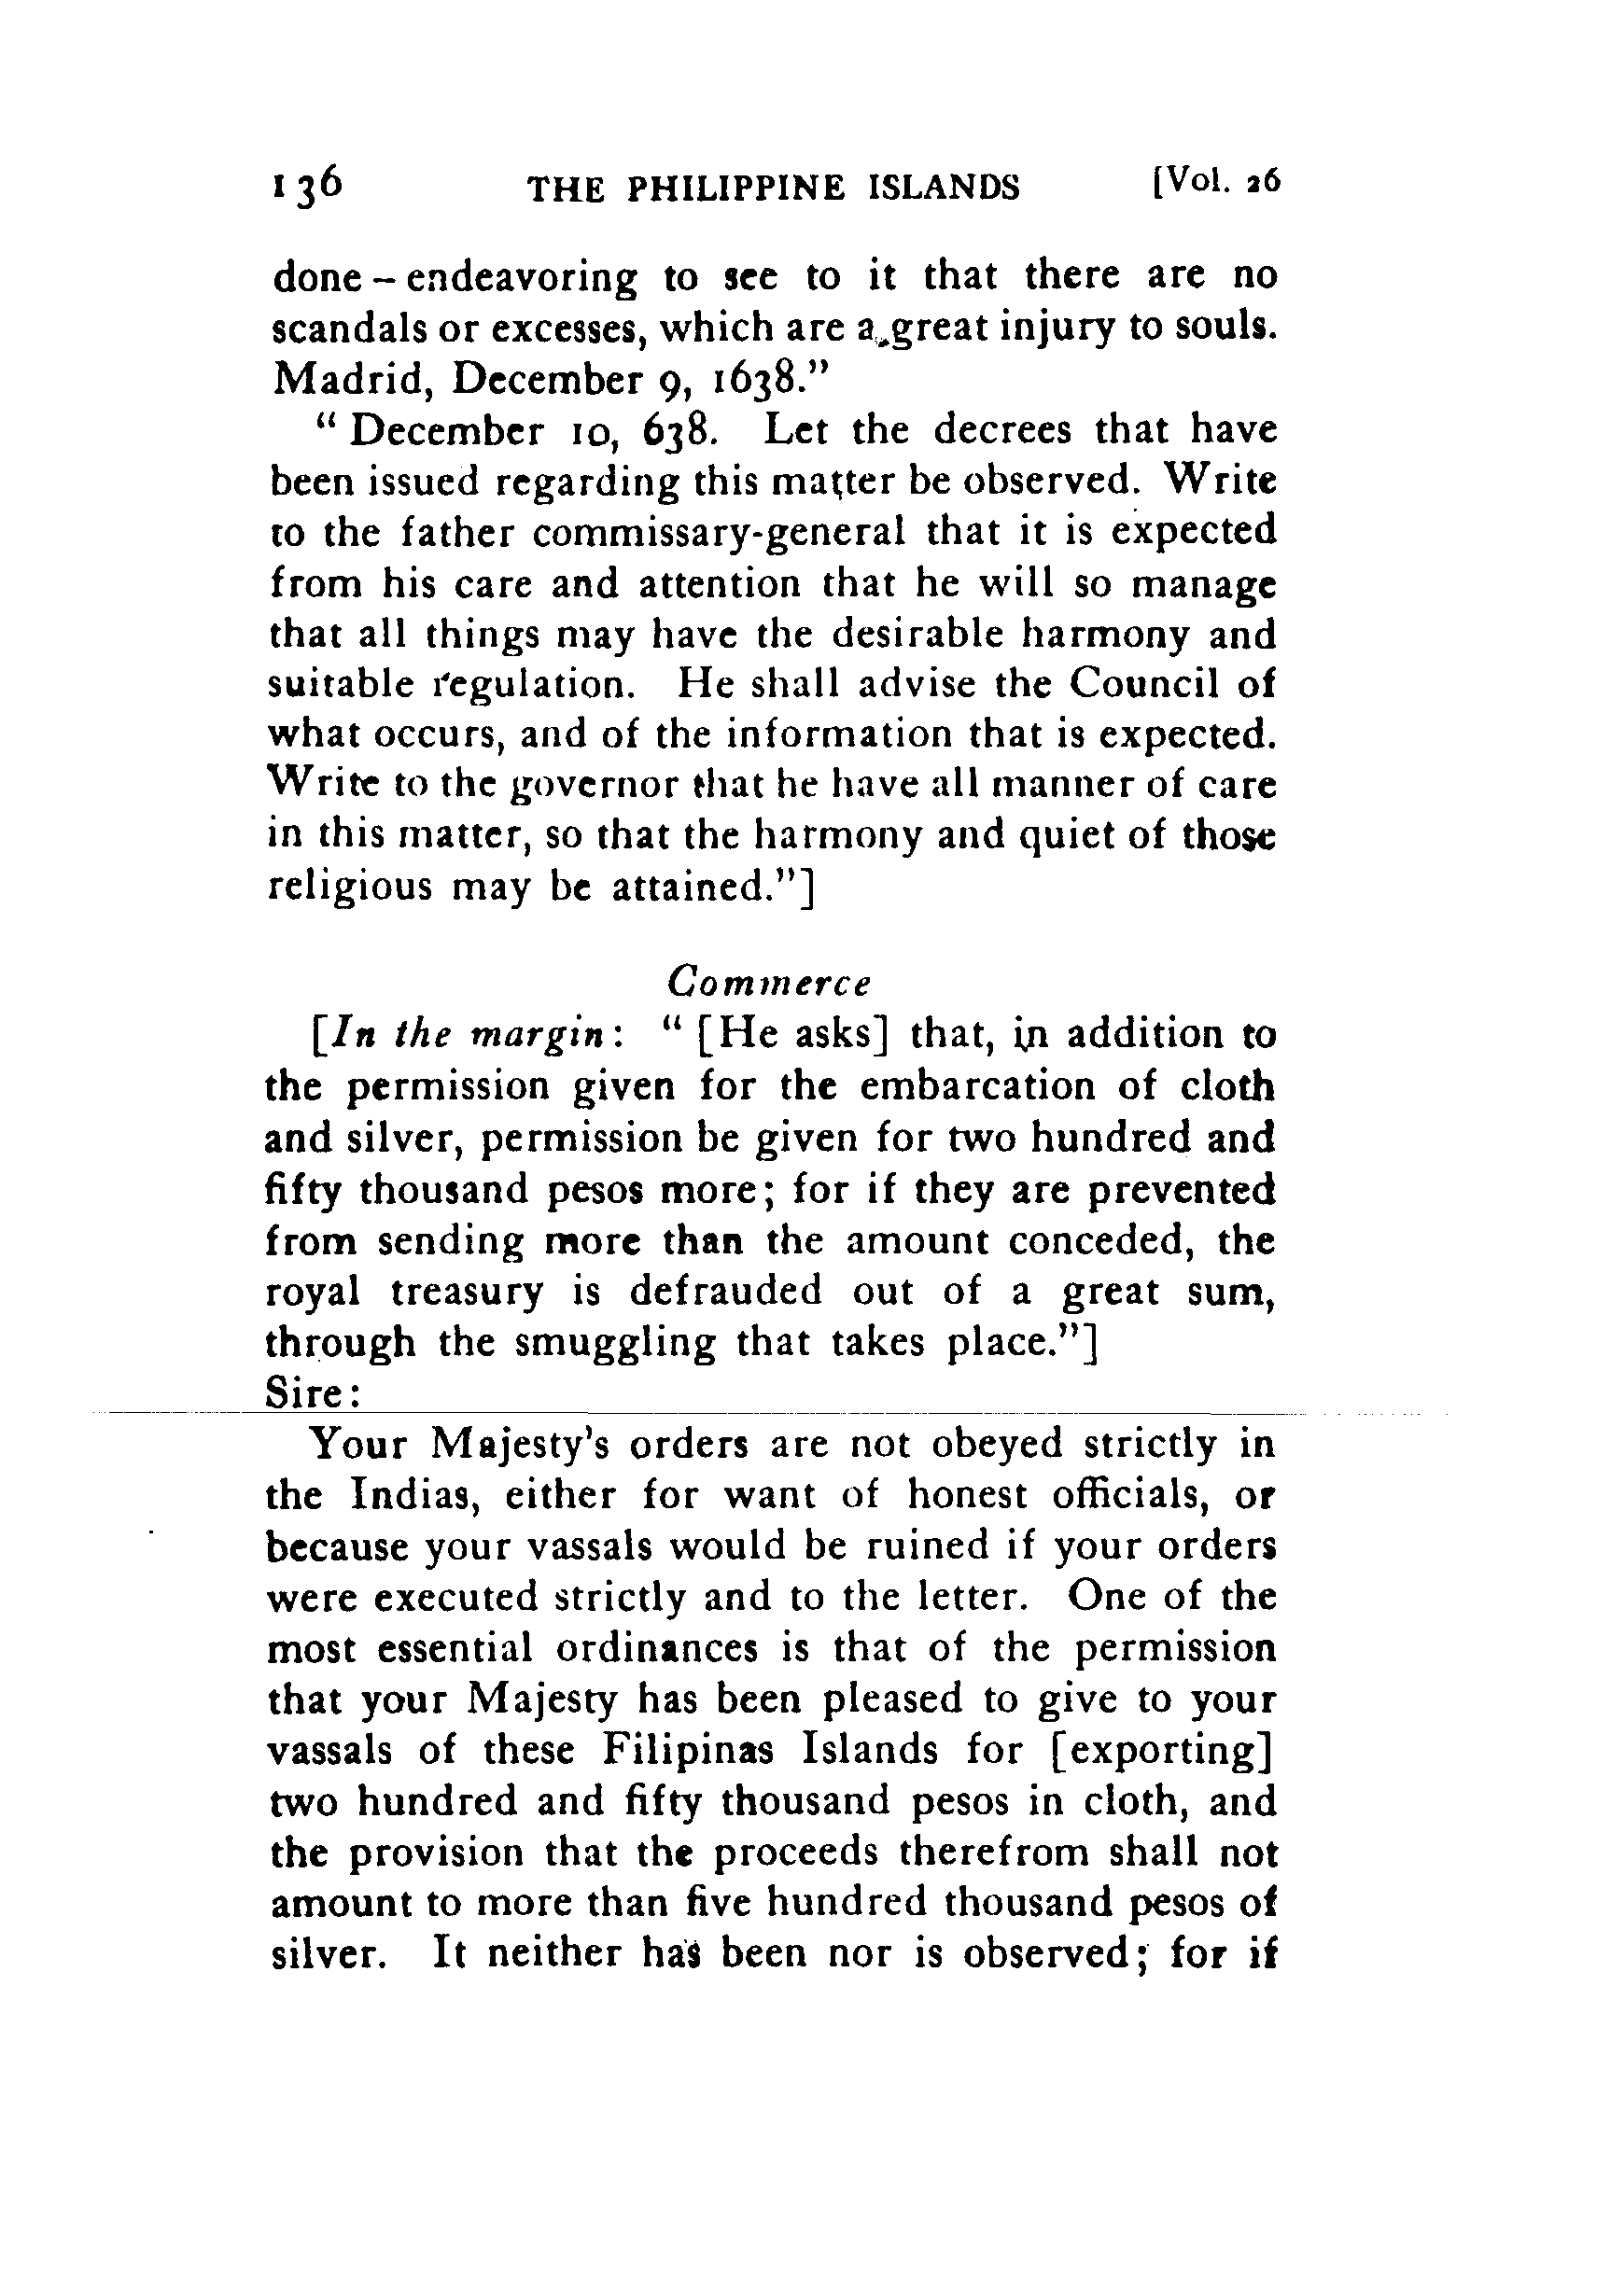 136 THE PHILIPPINE ISLANDS [Vol. 26
done – endeavoring to see to it that there are no
scandals or excesses, which are a great injury to souls.
Madrid, December 9, 1638.”
“ December 10, 638. Let the decrees that have
been issued regarding this matter be observed. Write
to the father commissary-general that it is expected
from his care and attention that he will so manage
that all things may have the desirable harmony and
suitable regulation. He shall advise the Council of
what occurs, and of the information that is expected.
Write to the governor that he have all manner of care
in this matter, so that the harmony and quiet of those
religious may be attained.”]
Commerce
[In the margin: “ [He asks] that, in addition to
the permission given for the embarcation of cloth
and silver, permission be given for two hundred and
fifty thousand pesos more; for if they are prevented
from sending more than the amount conceded, the
royal treasury is defrauded out of a great sum,
through the smuggling that takes place.”]
Sire:
Your Majesty's orders are not obeyed strictly in
the Indias, either for want of honest officials, or
because your vassals would be ruined if your orders
were executed strictly and to the letter. One of the
most essential ordinances is that of the permission
that your Majesty has been pleased to give to your
vassals of these Filipinas Islands for [exporting]
two hundred and fifty thousand pesos in cloth, and
the provision that the proceeds therefrom shall not
amount to more than five hundred thousand pesos of
silver. It neither has been nor is observed; for if